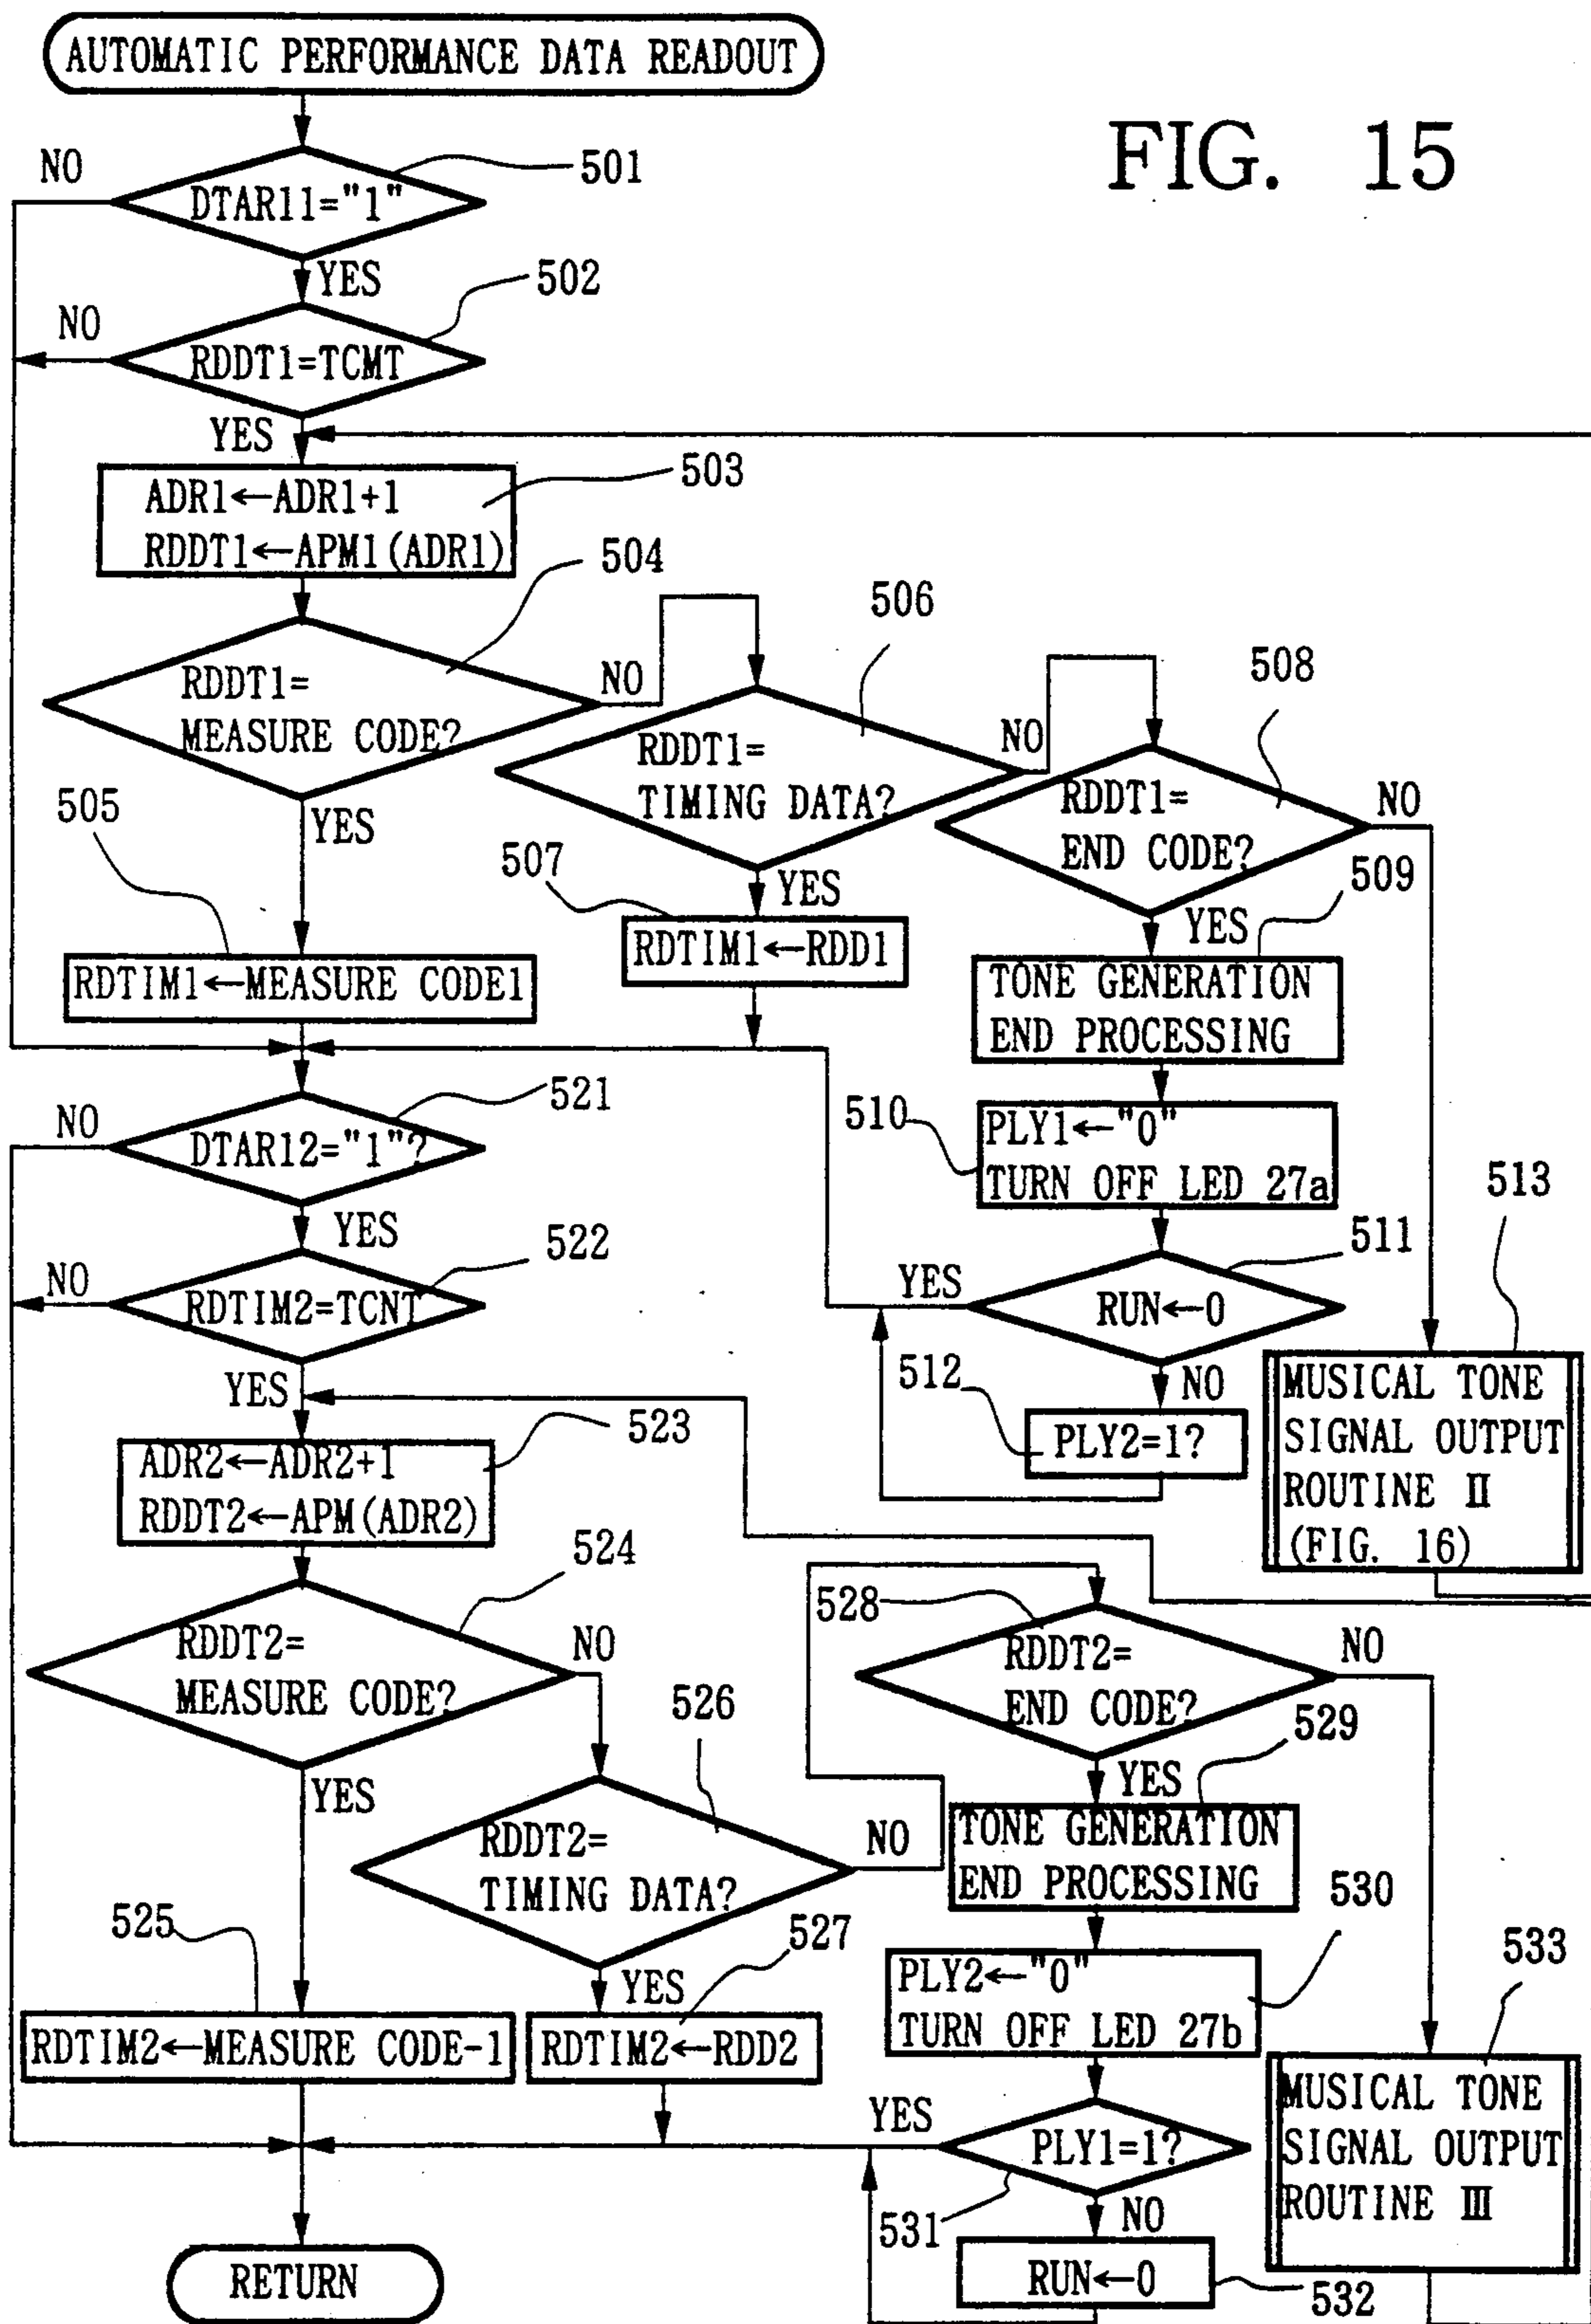 AUTOMATIC PERFORMANCE DATA READOUT
FIG. 15
NO
501
DTAR11="1"
YES
502
NO
RDDT1=TCMT
YES
503
ADR1←ADR1+1
RDDT1←APM1(ADR1)
504
506
508
RDDT1=
MEASURE CODE?
NO
RDDT1=
TIMING DATA?
NO
RDDT1=
END CODE?
NO
505
YES
507
YES
509
YES
RDTIM1←MEASURE CODE1
RDTIM1←RDD1
TONE GENERATION
END PROCESSING
521
NO
DTAR12="1"?
510
PLY1←"0"
TURN OFF LED 27a
513
YES
522
511
NO
RDTIM2=TCNT
YES
RUN←0
512
NO
YES
523
PLY2=1?
MUSICAL TONE
SIGNAL OUTPUT
ROUTINE II
(FIG. 16)
ADR2←ADR2+1
RDDT2←APM(ADR2)
524
528
RDDT2=
MEASURE CODE?
NO
RDDT2=
END CODE?
NO
526
529
YES
YES
RDDT2=
TIMING DATA?
NO
TONE GENERATION
END PROCESSING
530
525
527
533
YES
PLY2←"0"
TURN OFF LED 27b
RDTIM2←MEASURE CODE-1
RDTIM2←RDD2
YES
PLY1=1?
MUSICAL TONE
SIGNAL OUTPUT
ROUTINE III
531
NO
RETURN
RUN←0
532